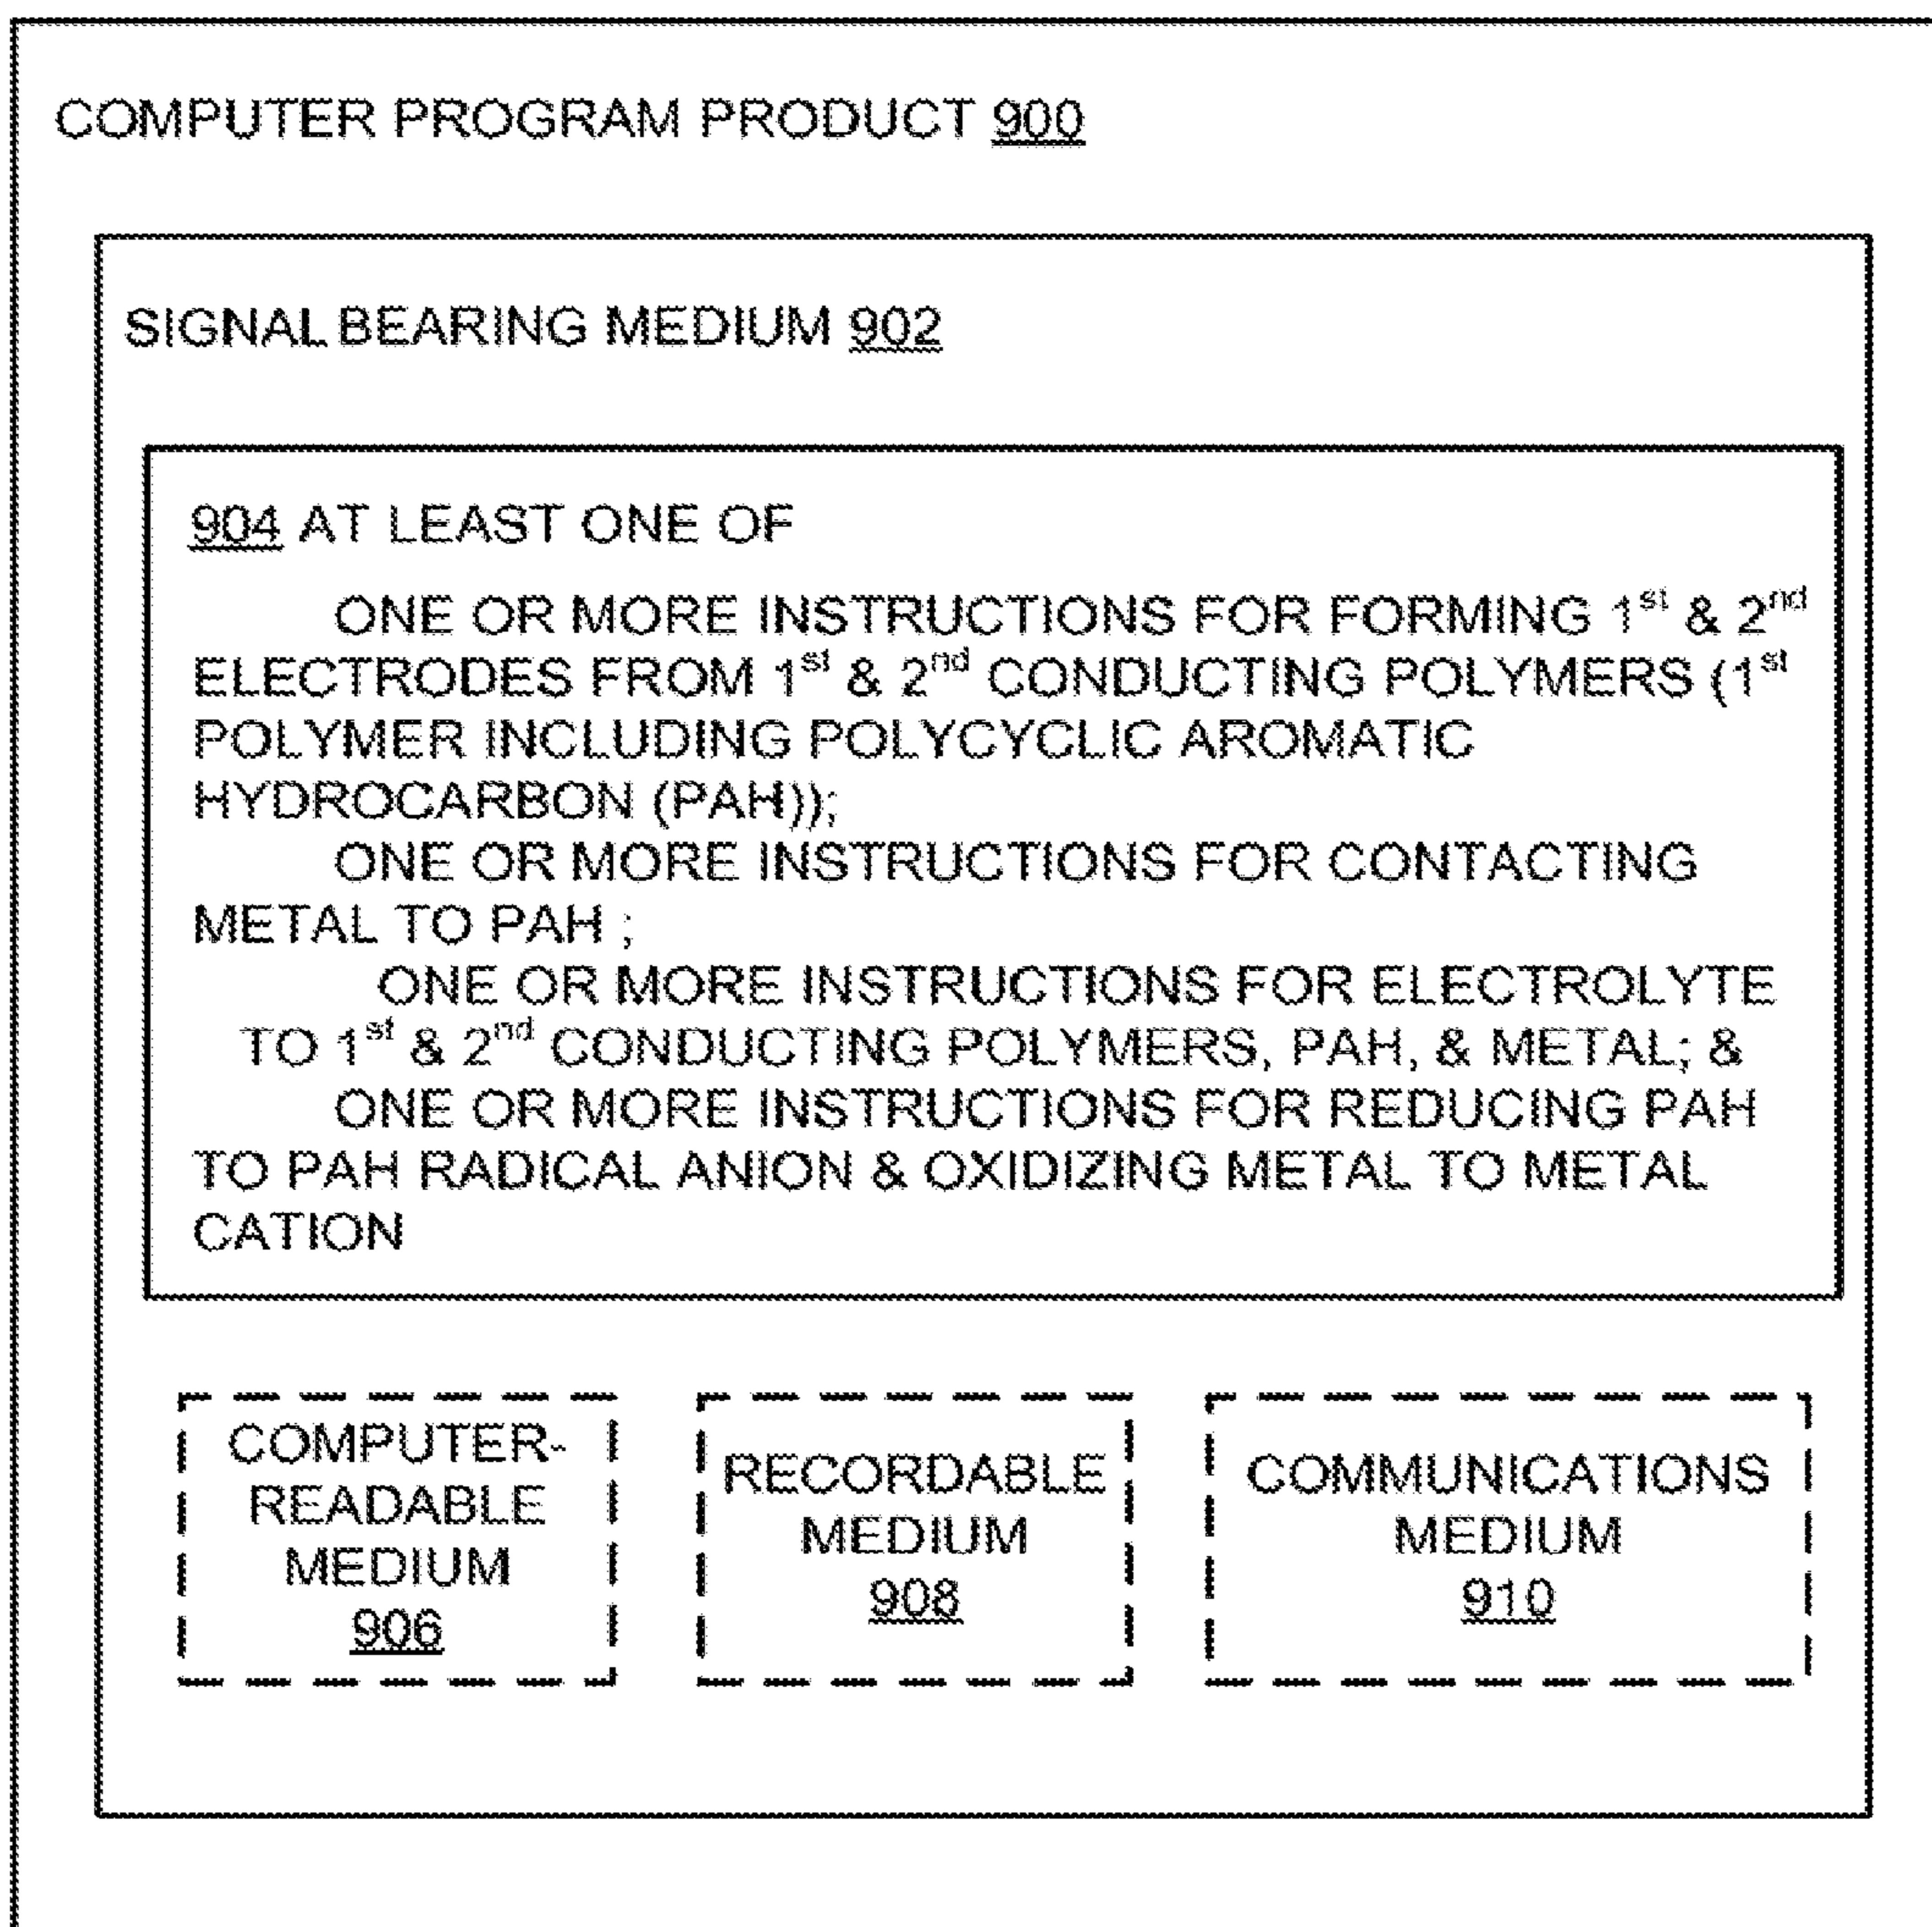 COMPUTER PROGRAM PRODUCT 900
SIGNAL BEARING MEDIUM 902
904 AT LEAST ONE OF
ONE OR MORE INSTRUCTIONS FOR FORMING 1st & 2nd
ELECTRODES FROM 1st & 2nd CONDUCTING POLYMERS (1st
POLYMER INCLUDING POLYCYCLIC AROMATIC
HYDROCARBON (PAH));
ONE OR MORE INSTRUCTIONS FOR CONTACTING
METAL TO PAH ;
ONE OR MORE INSTRUCTIONS FOR ELECTROLYTE
TO 1st & 2nd CONDUCTING POLYMERS, PAH, & METAL; &
ONE OR MORE INSTRUCTIONS FOR REDUCING PAH
TO PAH RADICAL ANION & OXIDIZING METAL TO METAL
CATION
COMPUTER-
READABLE
MEDIUM
906
RECORDABLE
MEDIUM
908
COMMUNICATIONS
MEDIUM
910